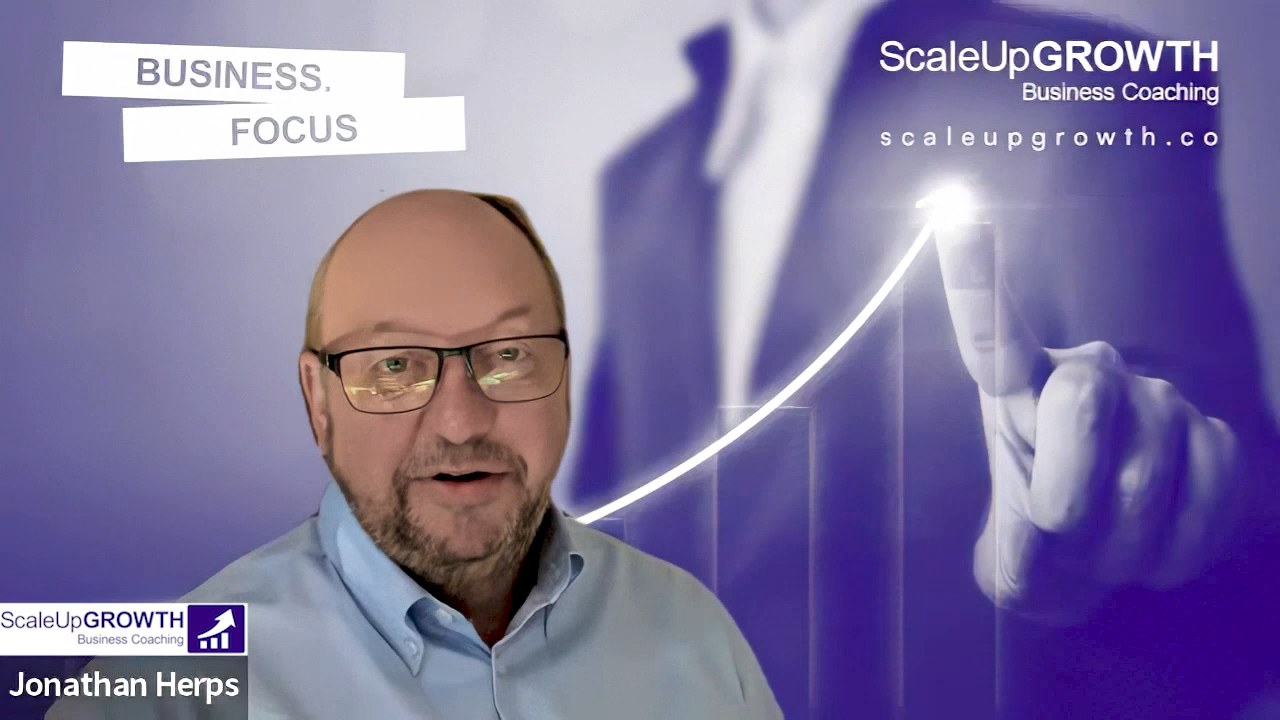 BUSINESS.
FOCUS
ScaleUpGROWTH
Business Coaching
scaleupgrowth.co
ScaleUpGROWTH
Business Coaching
Jonathan Herps